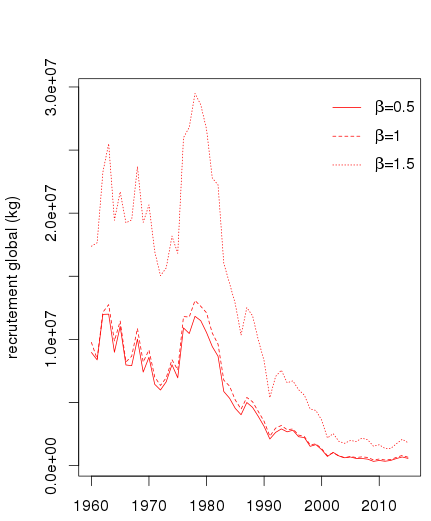 3.0e+07
β=0.5
β=1
β=1.5
2.0e+07
recrutement global (kg)
1.0e+07
0.0e+00
1960 1970 1980 1990 2000 2010